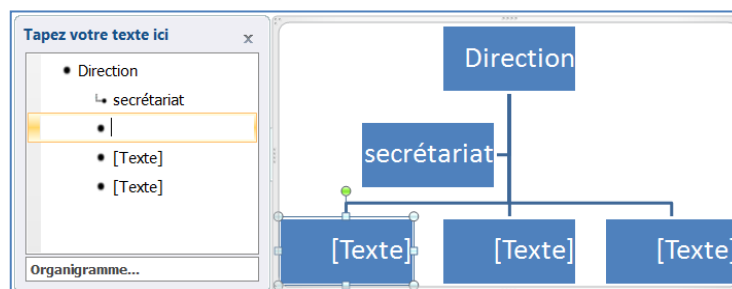 Tapez votre texte ici x
Direction
secrétariat
[Texte]
[Texte]
Organigramme...
Direction
secrétariat
[Texte] [Texte] [Texte]